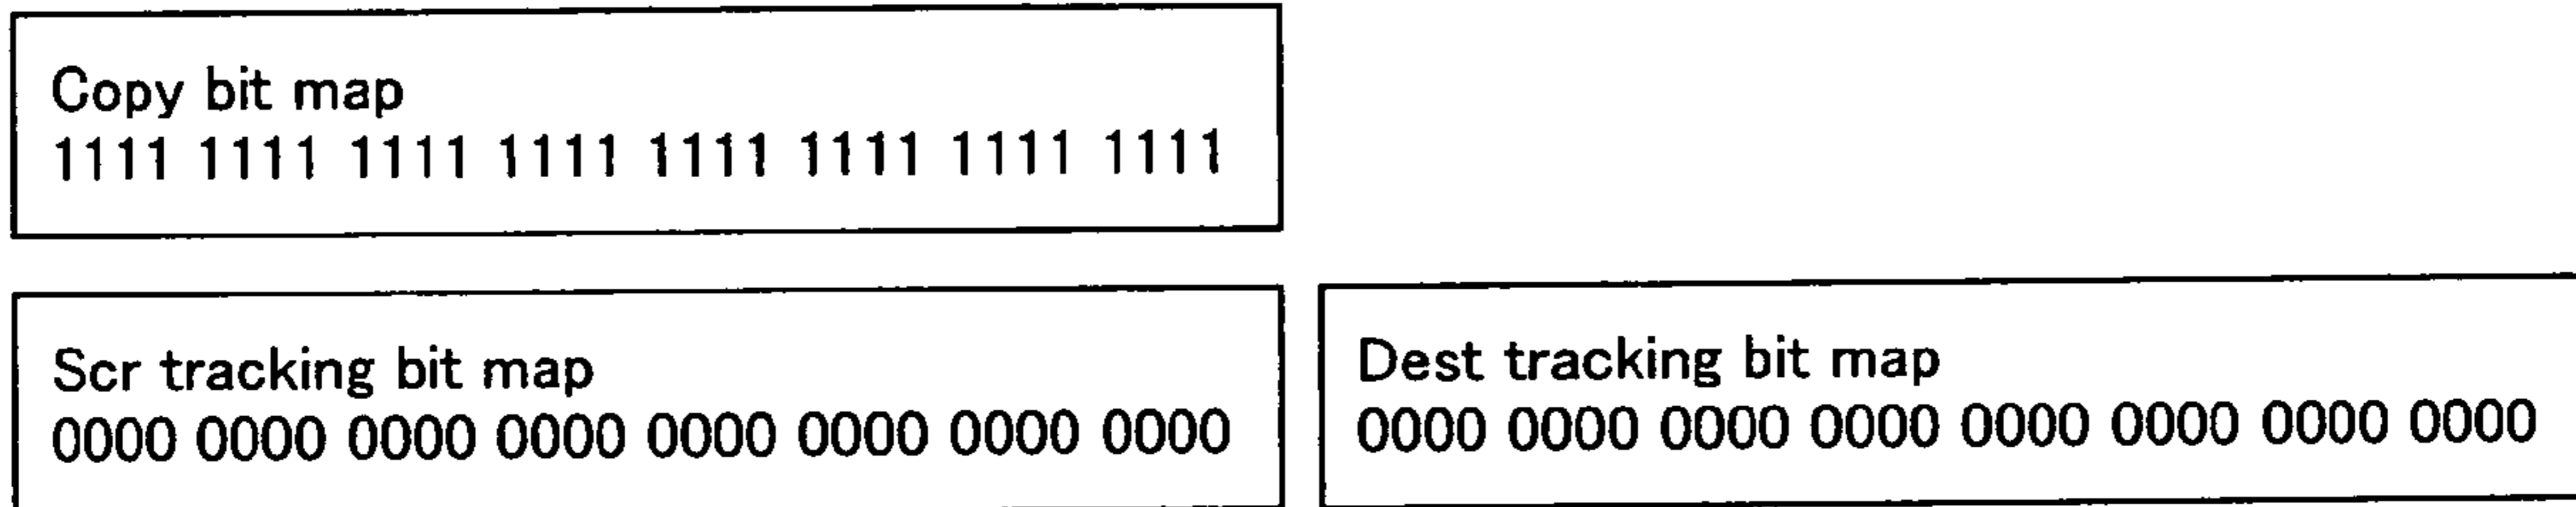 Copy bit map
1111 1111 1111 1111 1111 1111 1111 1111
Scr tracking bit map
0000 0000 0000 0000 0000 0000 0000 0000
Dest tracking bit map
0000 0000 0000 0000 0000 0000 0000 0000